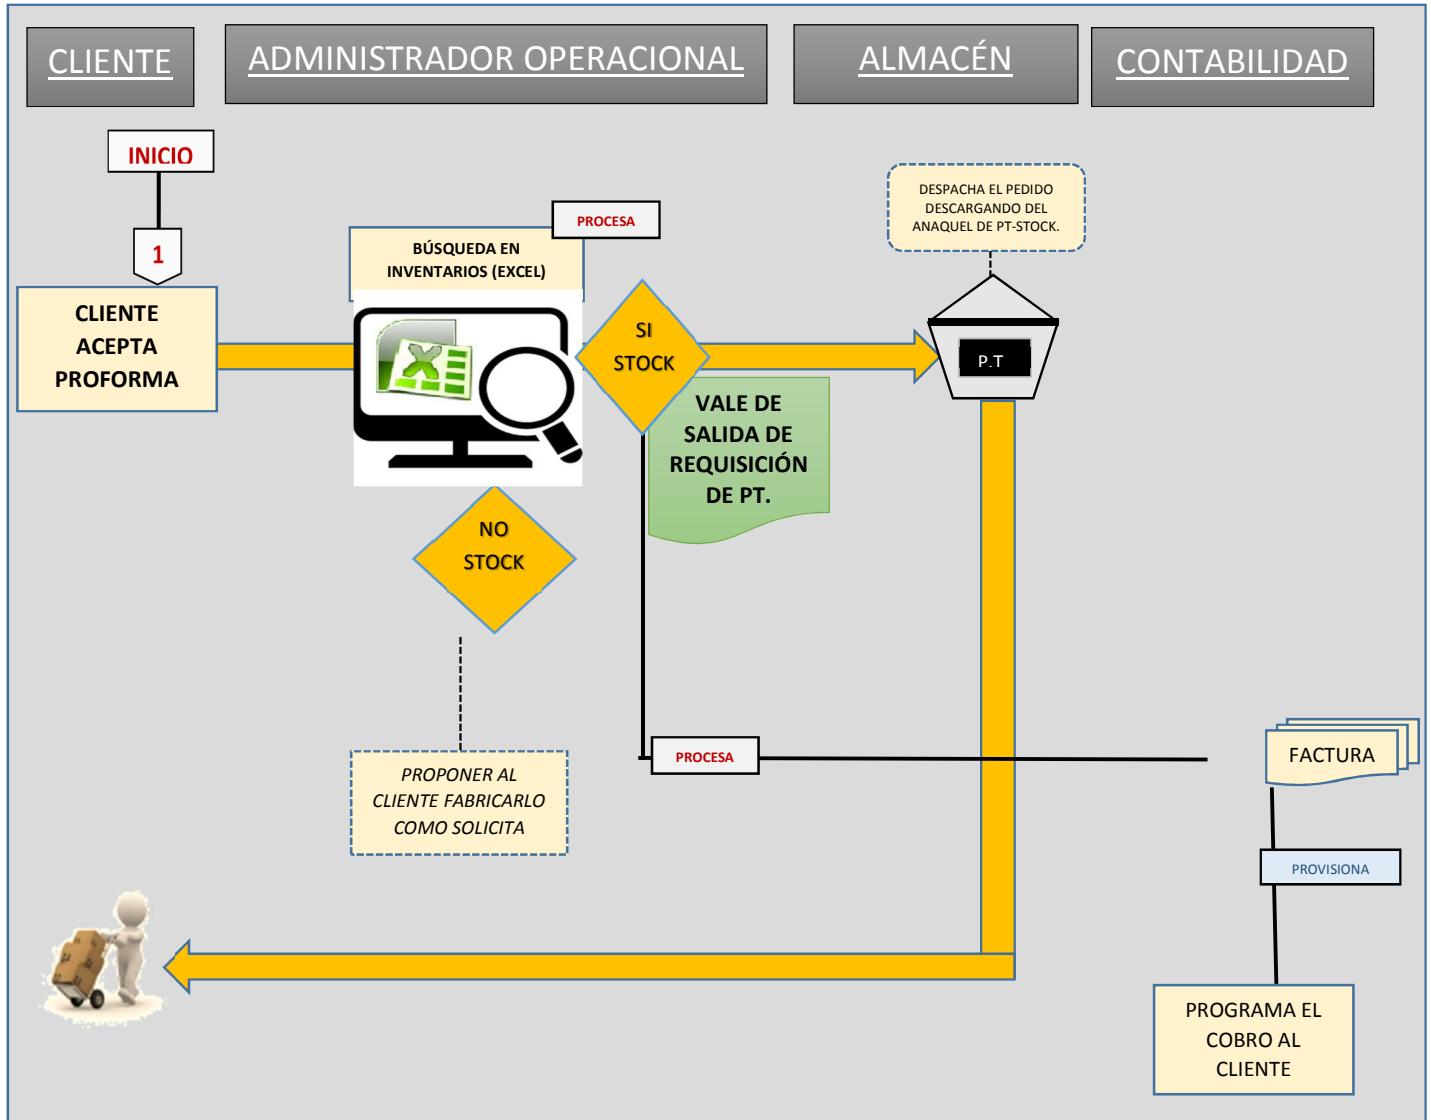 CLIENTE
ADMINISTRADOR OPERACIONAL
ALMACÉN
CONTABILIDAD
INICIO
1
CLIENTE
ACEPTA
PROFORMA
PROCESA
BÚSQUEDA EN
INVENTARIOS (EXCEL)
SI
STOCK
DESPACHA EL PEDIDO
DESCARGANDO DEL
ANAQUEL DE PT-STOCK.
P.T
VALE DE
SALIDA DE
REQUISICIÓN
DE PT.
NO
STOCK
PROCESA
PROPONER AL
CLIENTE FABRICARLO
COMO SOLICITA
FACTURA
PROVISIONA
PROGRAMA EL
COBRO AL
CLIENTE